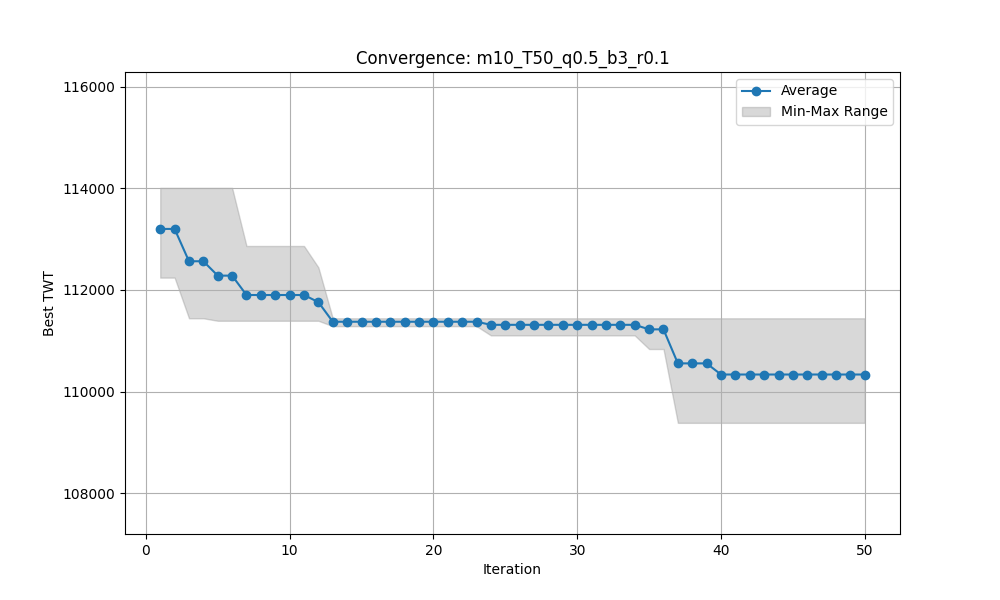 Convergence: m10_T50_q0.5_b3_r0.1
Average
Min-Max Range
Best TWT
116000
114000
112000
110000
108000
0 10 20 30 40 50
Iteration